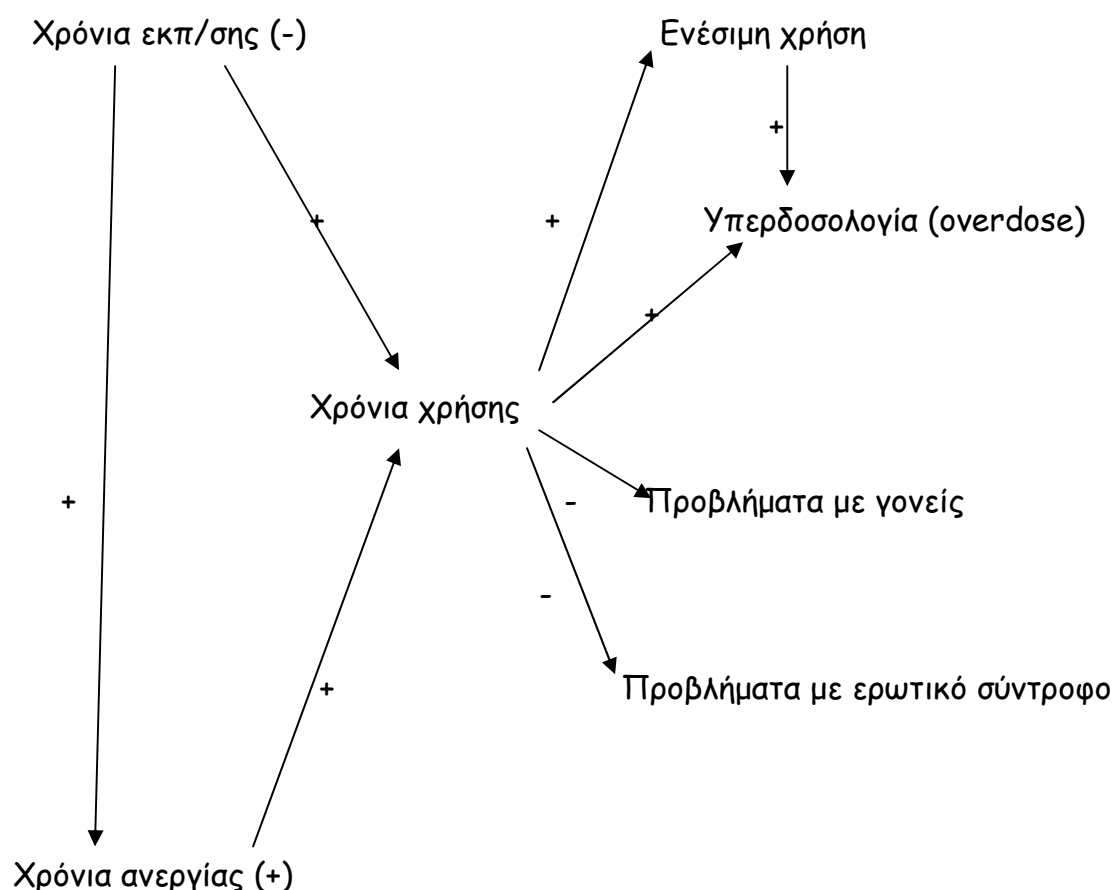 Χρόνια εκπ/σης (-)
Ενέσιμη χρήση
+
+
+
Υπερδοσολογία (overdose)
+
Χρόνια χρήσης
+
-
Προβλήματα με γονείς
-
+
Προβλήματα με ερωτικό σύντροφο
Χρόνια ανεργίας (+)